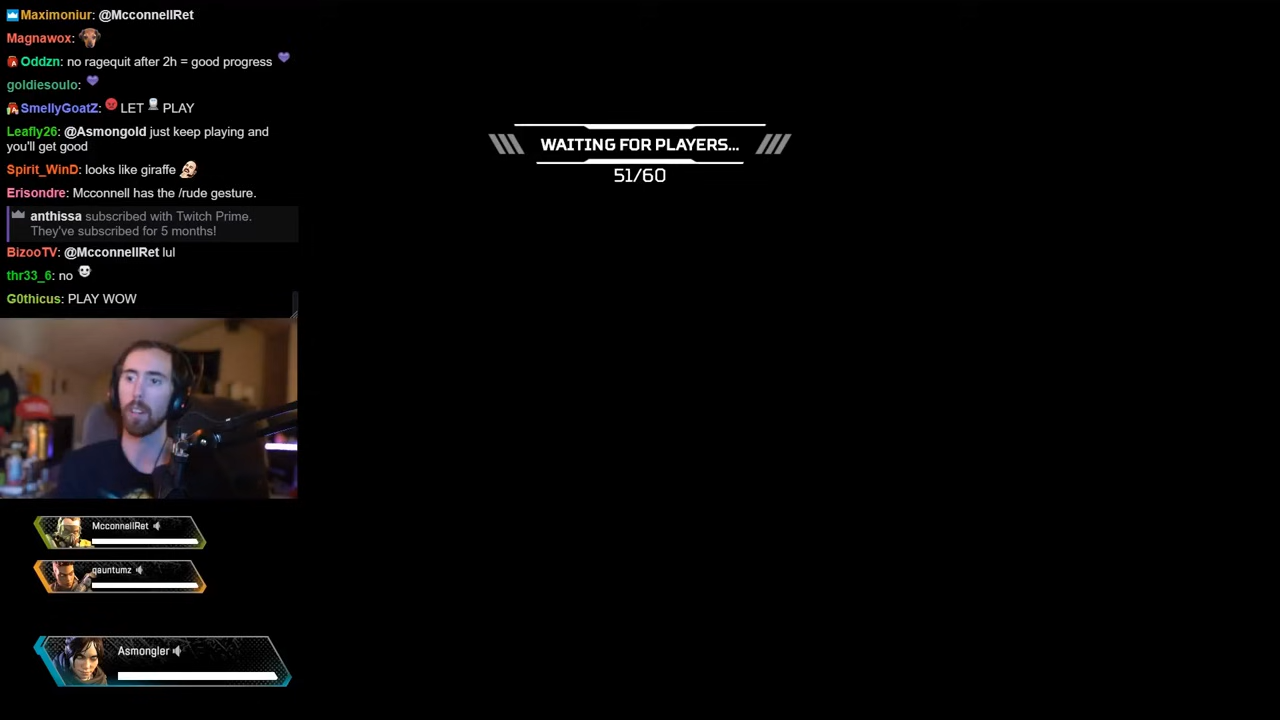 Maximoniur: @McconnellRet
Magnawox:
Oddzn: no ragequit after 2h = good progress
goldiesoulo:
SmellyGoatZ: LET PLAY
Leafly26: @Asmongold just keep playing and
you'll get good
Spirit_WinD: looks like giraffe
Erisondre: Mcconnell has the /rude gesture.
anthissa subscribed with Twitch Prime.
They've subscribed for 5 months!
BizooTV: @McconnellRet lul
thr33_6: no
G0thicus: PLAY WOW
WAITING FOR PLAYERS...
51/60
McconnellRet
qauntumz
Asmongler